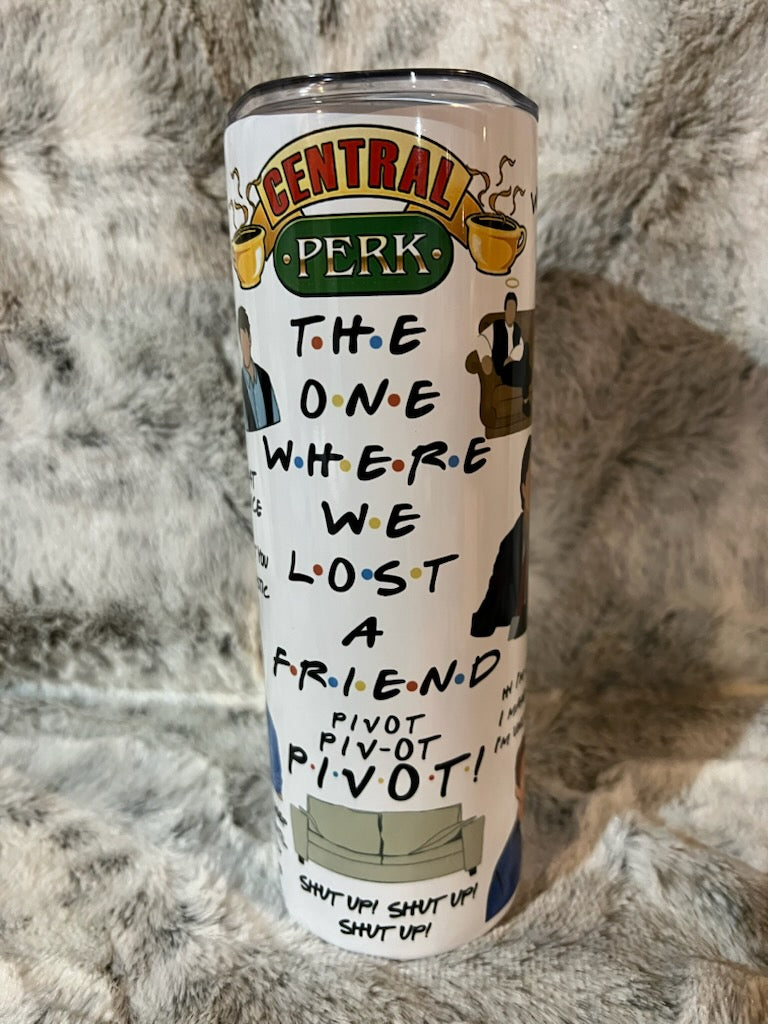 CENTRAL
PERK
THE
ONE
WHERE
WE
LOST
A
FRIEND
PIVOT
PIV-OT
PIVOT!
SHUT UP! SHUT UP!
SHUT UP!